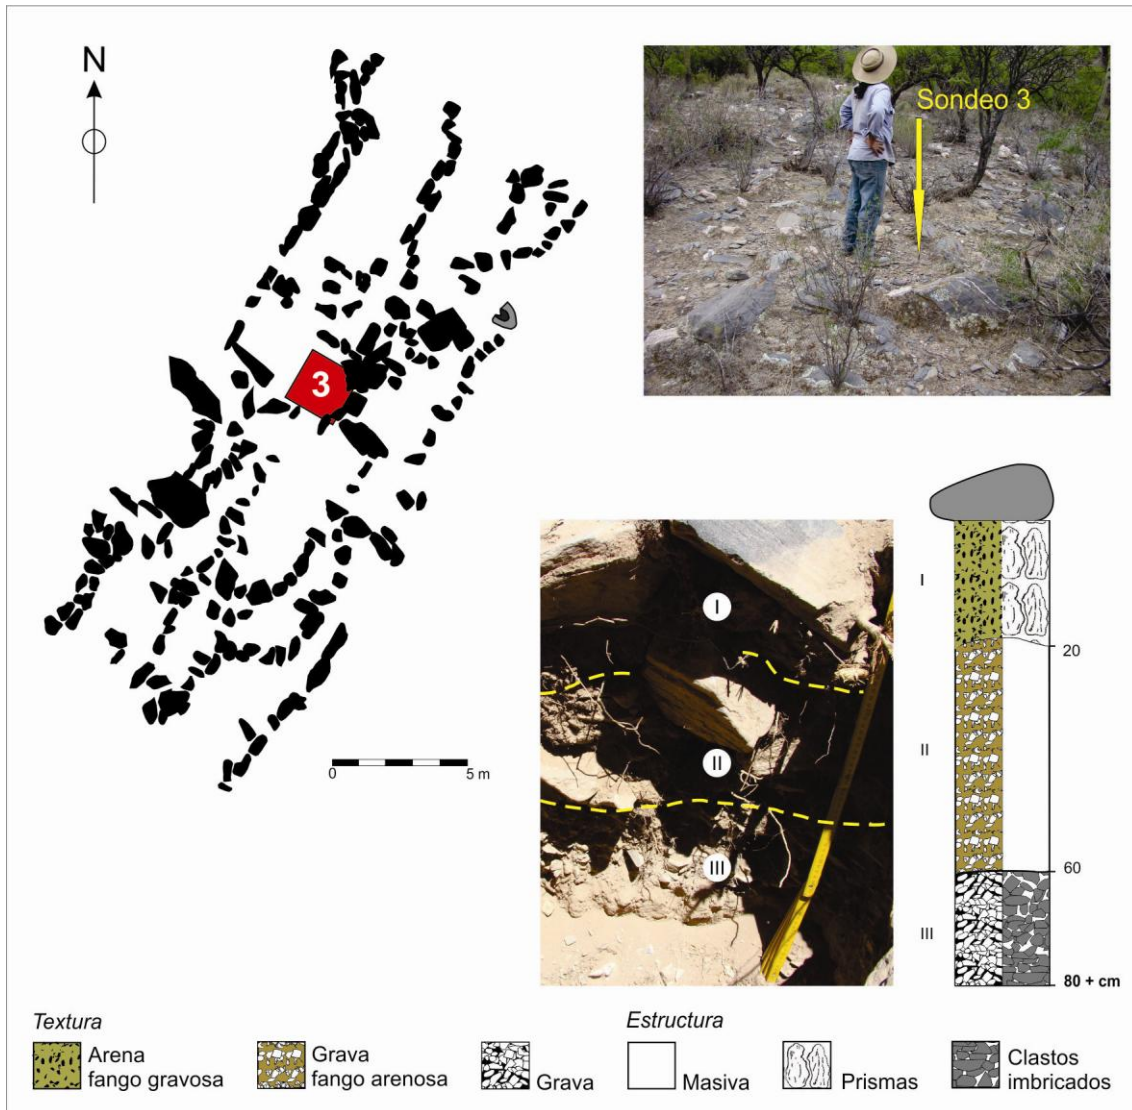 N
Sondeo 3
3
0
5 m
I
II
III
I
II
III
20
60
80 + cm
Textura
Estructura
Arena
fango gravosa
Grava
fango arenosa
Grava
Masiva
Prismas
Clastos
imbricados